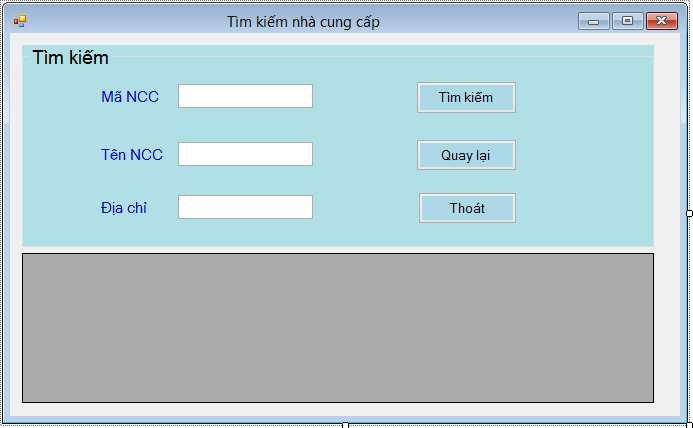 Tìm kiếm nhà cung cấp
Tìm kiếm
Mã NCC
Tìm kiếm
Tên NCC
Quay lại
Địa chỉ
Thoát